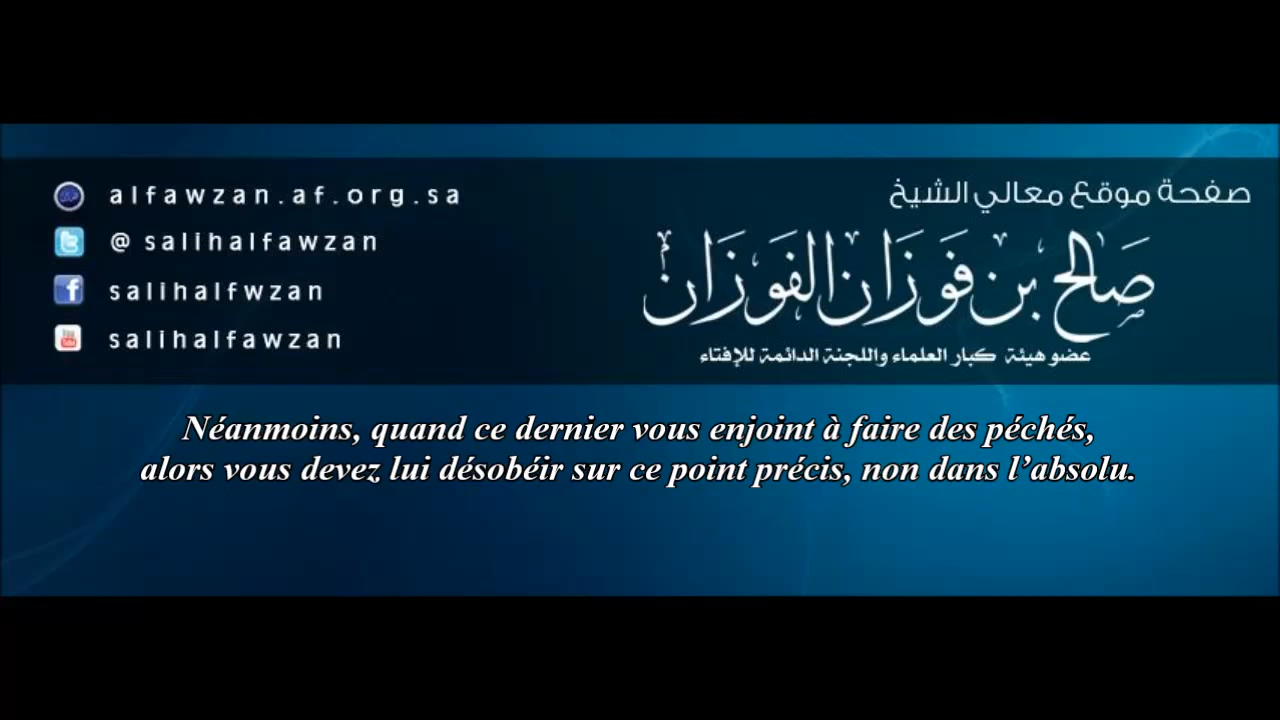 alfawzan.af.org.sa
@salihalfawzan
salihalfwzan
salihalfawzan
صفحة موقع معالي الشيخ
صالح بن فوزان الفوزان
عضو هيئة كبار العلماء واللجنة الدائمة للإفتاء
Néanmoins, quand ce dernier vous enjoint à faire des péchés,
alors vous devez lui désobéir sur ce point précis, non dans l’absolu.